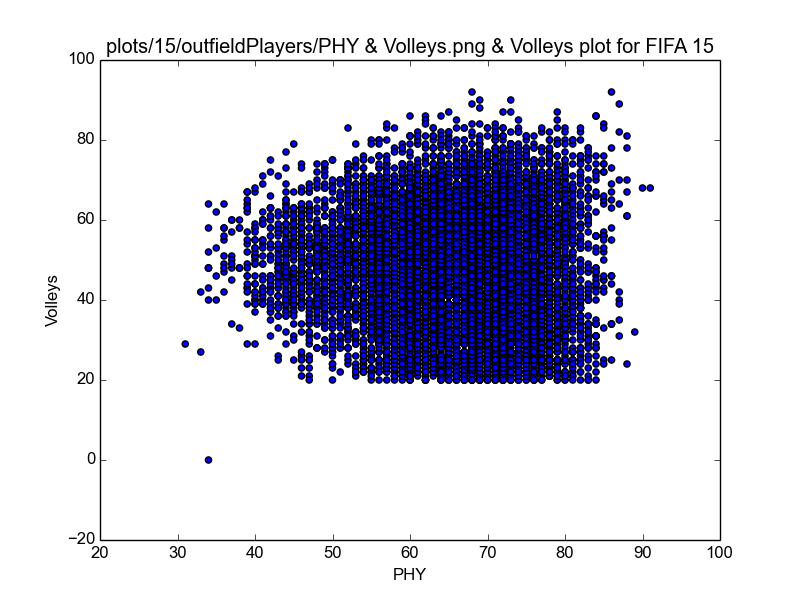 plots/15/outfieldPlayers/PHY & Volleys.png & Volleys plot for FIFA 15
100
80
60
40
20
0
−20
Volleys
20 30 40 50 60 70 80 90 100
PHY